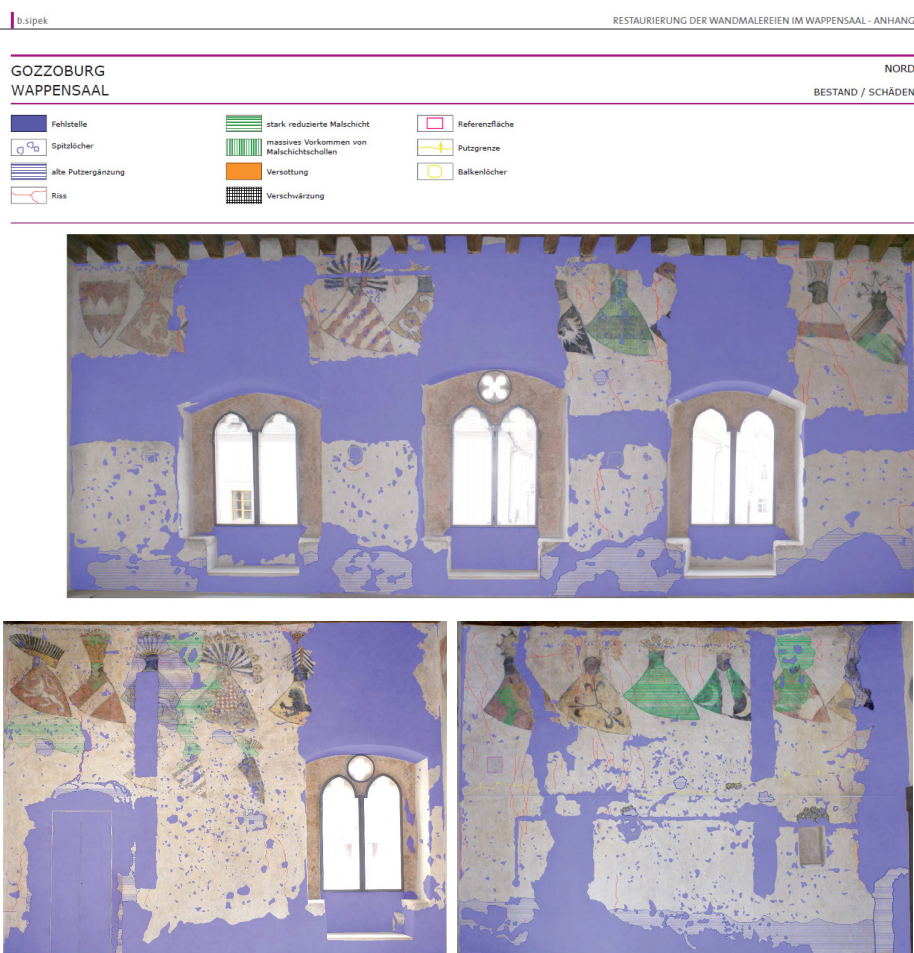 b.sipek
RESTAURIERUNG DER WANDMALEREIEN IM WAPPENSAAL - ANHANG
GOZZOBURG
WAPPENSAAL
NORD
BESTAND / SCHÄDEN
Fehlstelle
Spitzlöcher
alte Putzergänzung
Riss
stark reduzierte Malschicht
massives Vorkommen von
Malschichtschollen
Versottung
Verschwärzung
Referenzfläche
Putzgrenze
Balkenlöcher